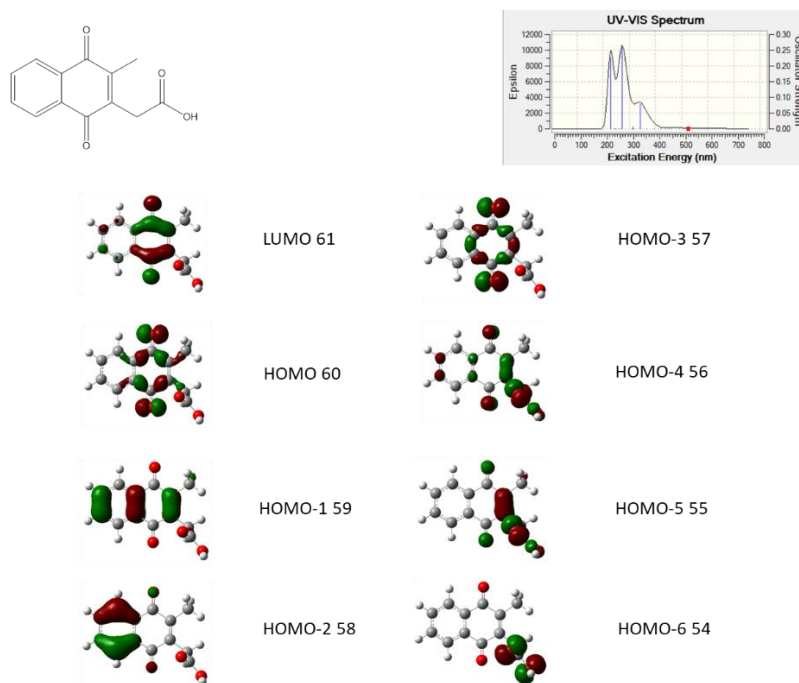 O
O
OH
O
UV-VIS Spectrum
12000
10000
8000
6000
4000
2000
0
Epsilon
0.30
0.25
0.20
0.15
0.10
0.05
0.00
Oscillator Strength
0 100 200 300 400 500 600 700 800
Excitation Energy (nm)
LUMO 61
HOMO-3 57
HOMO 60
HOMO-4 56
HOMO-1 59
HOMO-5 55
HOMO-2 58
HOMO-6 54